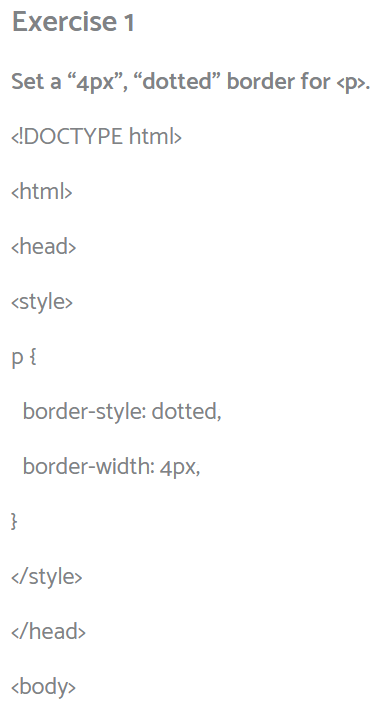 Exercise 1
Set a “4px”, “dotted” border for <p>.
<!DOCTYPE html>
<html>
<head>
<style>
p {
  border-style: dotted,
  border-width: 4px,
}
</style>
</head>
<body>